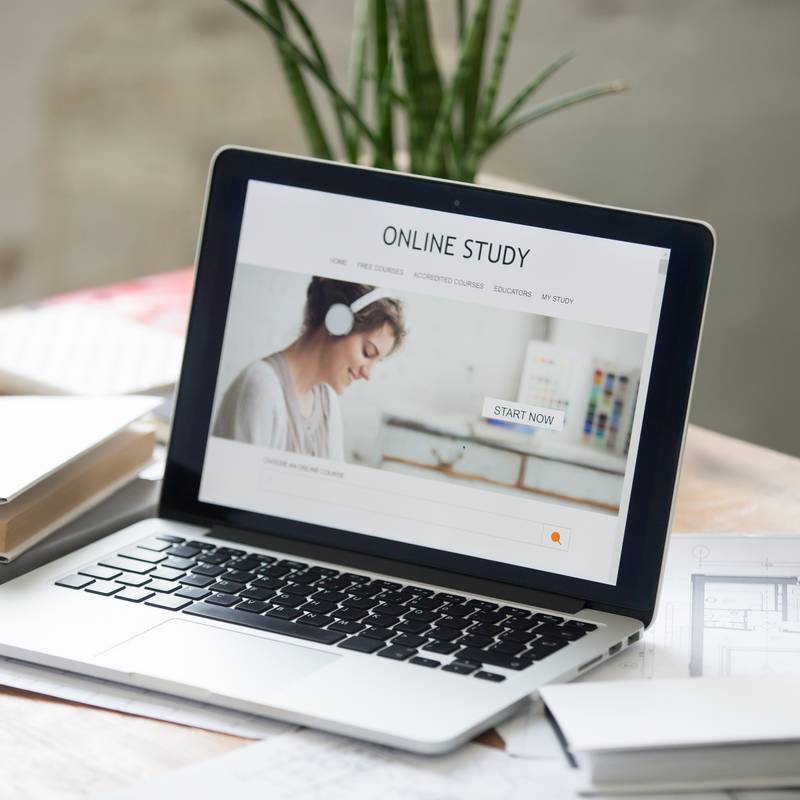 ONLINE STUDY
HOME FREE COURSES ACCREDITED COURSES EDUCATORS MY STUDY
START NOW
CHOOSE AN ONLINE COURSE